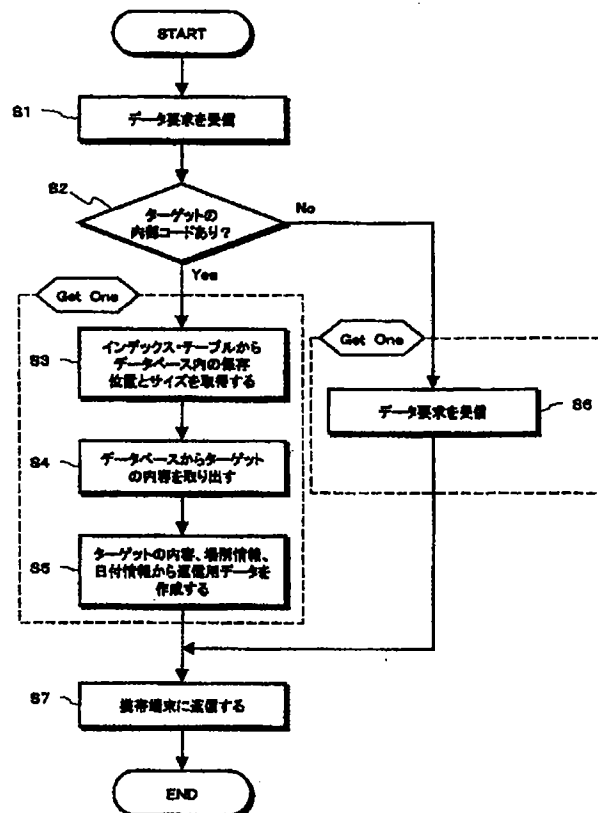 START
S1
データ要求を受信
S2
ターゲットの
内部コードあり?
No
Yes
Get One
S3
インデックス・テーブルから
データベース内の保存
位置とサイズを取得する
Get One
データ要求を受信
S6
S4
データベースからターゲット
の内容を取り出す
S5
ターゲットの内容、場所情報、
日付情報から返信用データを
作成する
S7
携帯端末に返信する
END